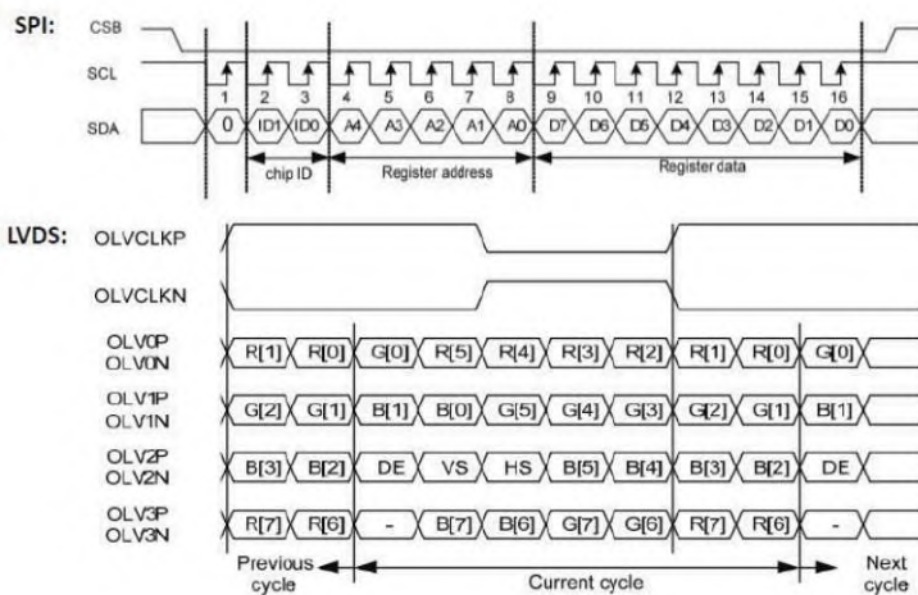 SPI: CSB
SCL
1 2 3 4 5 6 7 8 9 10 11 12 13 14 15 16
SDA 0 ID1 ID0 A4 A3 A2 A1 A0 D7 D6 D5 D4 D3 D2 D1 D0
chip ID Register address Register data
LVDS: OLVCLKP
OLVCLKN
OLV0P
OLV0N
R[1] R[0] G[0] R[5] R[4] R[3] R[2] R[1] R[0] G[0]
OLV1P
OLV1N
G[2] G[1] B[1] B[0] G[5] G[4] G[3] G[2] G[1] B[1]
OLV2P
OLV2N
B[3] B[2] DE VS HS B[5] B[4] B[3] B[2] DE
OLV3P
OLV3N
R[7] R[6] - B[7] B[6] G[7] G[6] R[7] R[6] -
Previous cycle
Current cycle
Next cycle